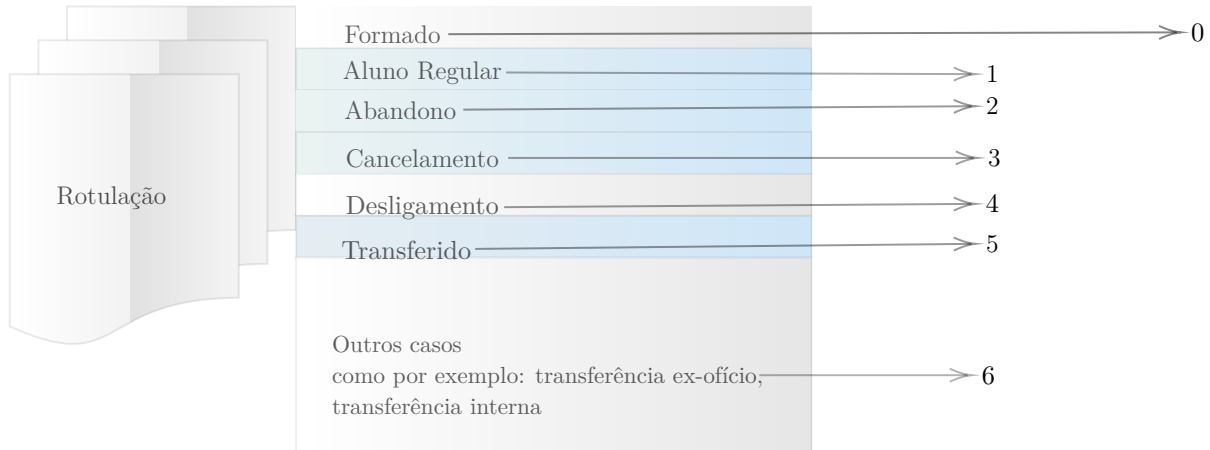 Formado 0
Aluno Regular 1
Abandono 2
Cancelamento 3
Rotulação
Desligamento 4
Transferido 5
Outros casos
como por exemplo: transferência ex-ofício, 6
transferência interna